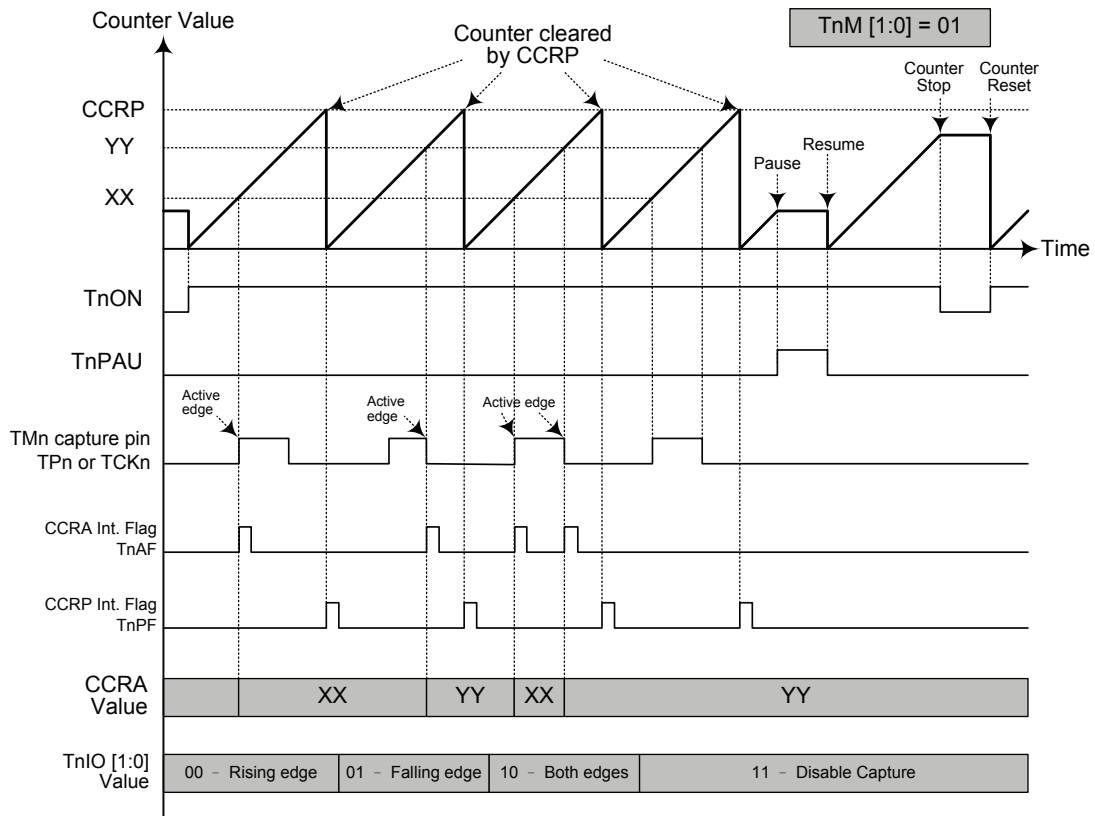 Counter Value
TnM [1:0] = 01
Counter cleared
by CCRP
Counter
Stop
Counter
Reset
CCRP
YY
Pause
Resume
XX
Time
TnON
TnPAU
Active
edge
Active
edge
Active edge
TMn capture pin
TPn or TCKn
CCRA Int. Flag
TnAF
CCRP Int. Flag
TnPF
CCRA
Value
XX
YY
XX
YY
TnIO [1:0]
Value
00 - Rising edge
01 - Falling edge
10 - Both edges
11 - Disable Capture